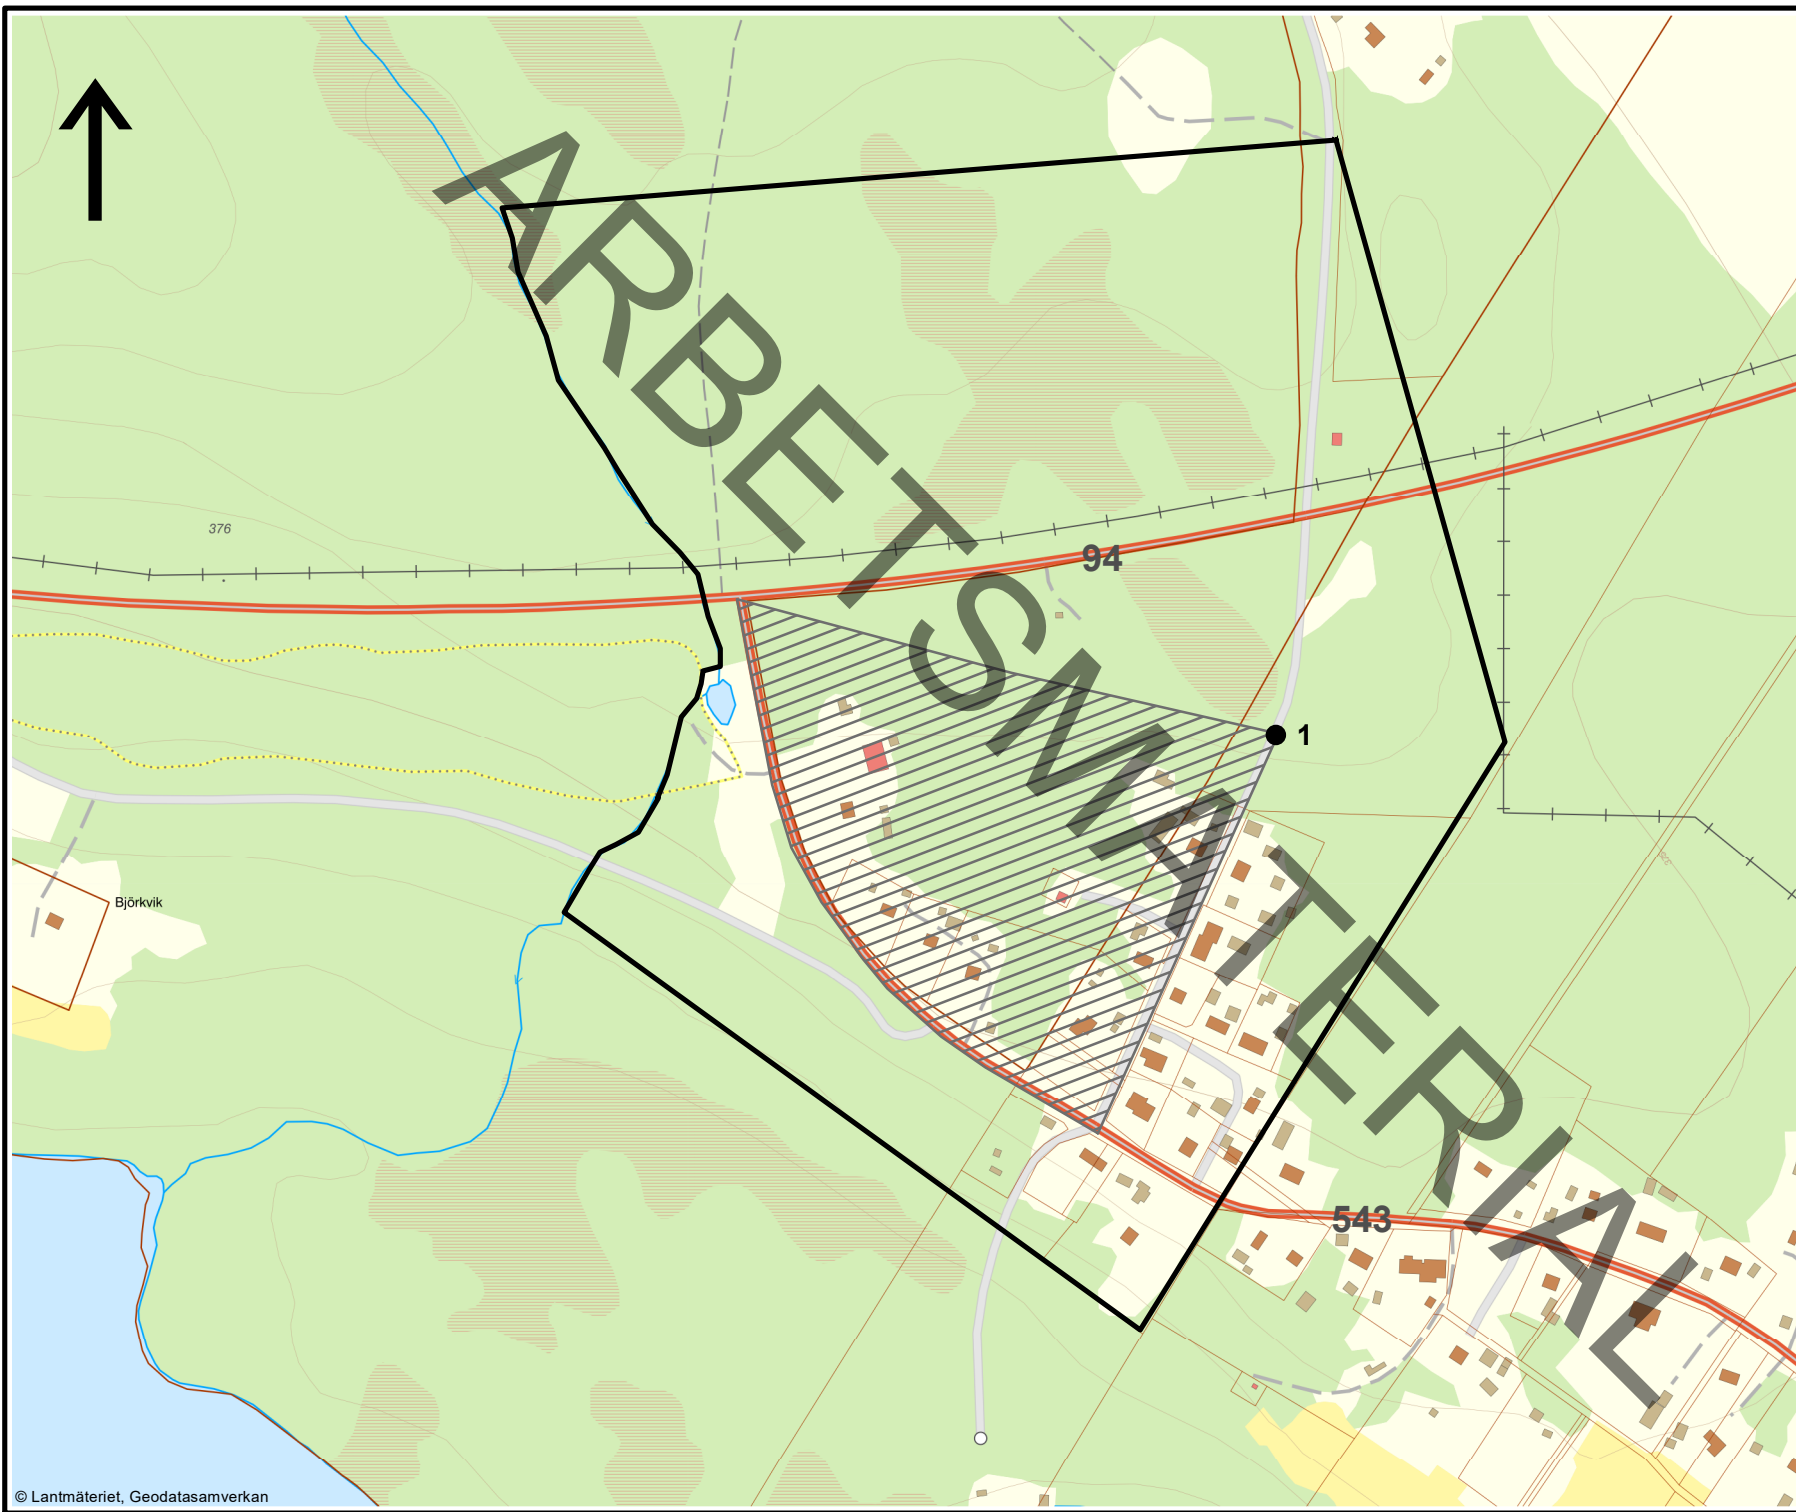 ARBETSMATERIAL
376
94
1
Björkvik
543
© Lantmäteriet, Geodatasamverkan